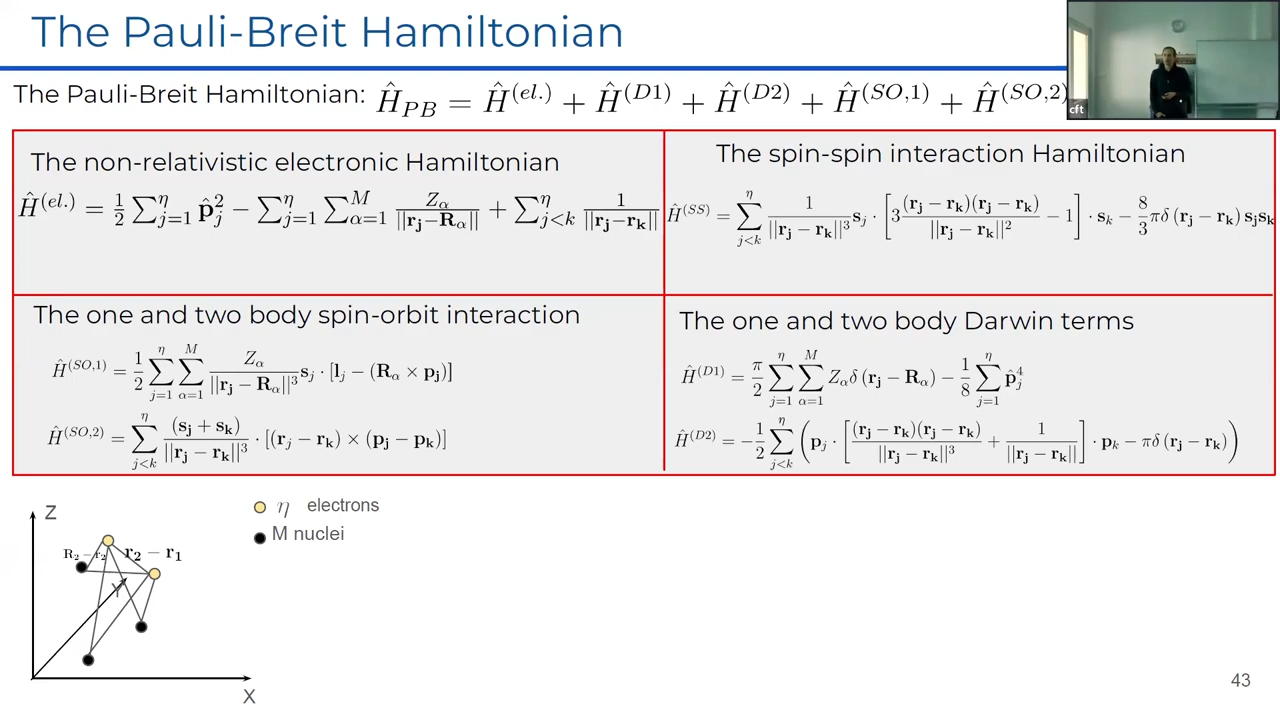 The Pauli-Breit Hamiltonian
The Pauli-Breit Hamiltonian: $\hat{H}_{PB} = \hat{H}^{(el.)} + \hat{H}^{(D1)} + \hat{H}^{(D2)} + \hat{H}^{(SO,1)} + \hat{H}^{(SO,2)}$
cft
The non-relativistic electronic Hamiltonian
$\hat{H}^{(el.)} = \frac{1}{2} \sum_{j=1}^{\eta} \hat{\mathbf{p}}_j^2 - \sum_{j=1}^{\eta} \sum_{\alpha=1}^{M} \frac{Z_\alpha}{||\mathbf{r_j} - \mathbf{R}_\alpha||} + \sum_{j<k}^{\eta} \frac{1}{||\mathbf{r_j} - \mathbf{r_k}||}$
The spin-spin interaction Hamiltonian
$\hat{H}^{(SS)} = \sum_{j<k}^{\eta} \frac{1}{||\mathbf{r_j} - \mathbf{r_k}||^3} \mathbf{s}_j \cdot \left[ 3 \frac{(\mathbf{r_j} - \mathbf{r_k})(\mathbf{r_j} - \mathbf{r_k})}{||\mathbf{r_j} - \mathbf{r_k}||^2} - 1 \right] \cdot \mathbf{s}_k - \frac{8}{3} \pi \delta (\mathbf{r_j} - \mathbf{r_k}) \mathbf{s_j} \mathbf{s_k}$
The one and two body spin-orbit interaction
$\hat{H}^{(SO,1)} = \frac{1}{2} \sum_{j=1}^{\eta} \sum_{\alpha=1}^{M} \frac{Z_\alpha}{||\mathbf{r_j} - \mathbf{R}_\alpha||^3} \mathbf{s}_j \cdot [\mathbf{l}_j - (\mathbf{R}_\alpha \times \mathbf{p_j})]$
$\hat{H}^{(SO,2)} = \sum_{j<k}^{\eta} \frac{(\mathbf{s_j} + \mathbf{s_k})}{||\mathbf{r_j} - \mathbf{r_k}||^3} \cdot [(\mathbf{r}_j - \mathbf{r_k}) \times (\mathbf{p_j} - \mathbf{p_k})]$
The one and two body Darwin terms
$\hat{H}^{(D1)} = \frac{\pi}{2} \sum_{j=1}^{\eta} \sum_{\alpha=1}^{M} Z_\alpha \delta (\mathbf{r_j} - \mathbf{R}_\alpha) - \frac{1}{8} \sum_{j=1}^{\eta} \hat{\mathbf{p}}_j^4$
$\hat{H}^{(D2)} = -\frac{1}{2} \sum_{j<k}^{\eta} \left( \mathbf{p}_j \cdot \left[ \frac{(\mathbf{r_j} - \mathbf{r_k})(\mathbf{r_j} - \mathbf{r_k})}{||\mathbf{r_j} - \mathbf{r_k}||^3} + \frac{1}{||\mathbf{r_j} - \mathbf{r_k}||} \right] \cdot \mathbf{p}_k - \pi \delta (\mathbf{r_j} - \mathbf{r_k}) \right)$
Z
η electrons
M nuclei
$\mathbf{R_2} - \mathbf{r_2}$ $\mathbf{r_2} - \mathbf{r_1}$
Y
X
43